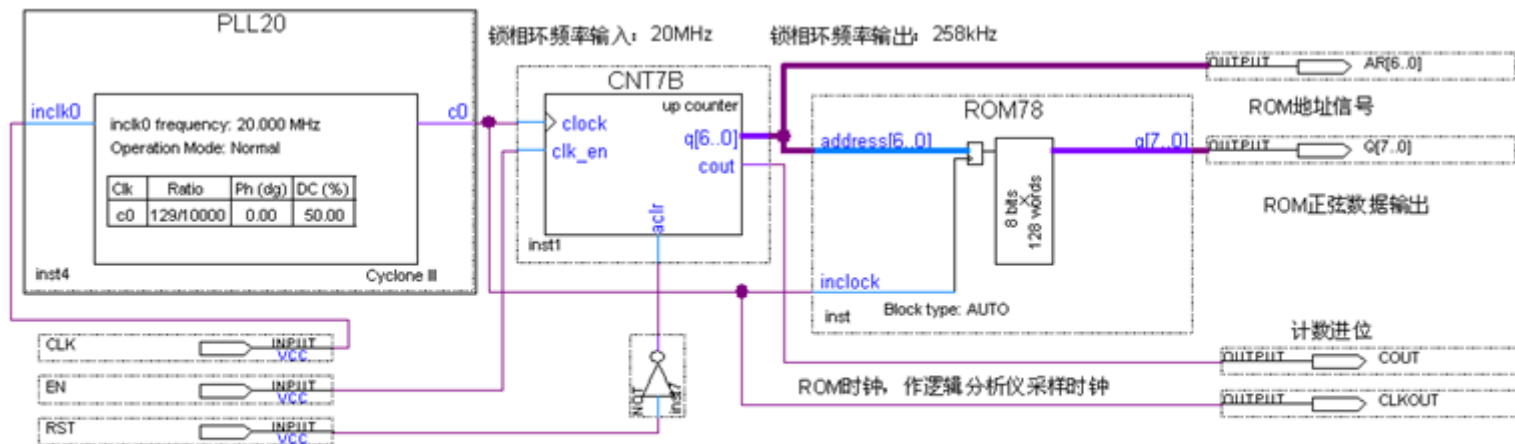 PLL20
锁相环频率输入：20MHz
锁相环频率输出：258kHz
inclk0
c0
inclk0 frequency: 20.000 MHz
Operation Mode: Normal
Clk Ratio Ph (dg) DC (%)
c0 129/10000 0.00 50.00
inst4
Cyclone III
CNT7B
up counter
clock
q[6..0]
clk_en
cout
aclr
inst1
ROM78
address[6..0]
q[7..0]
8 bits
×
128 words
inclock
inst
Block type: AUTO
OUTPUT AR[6..0]
ROM地址信号
OUTPUT Q[7..0]
ROM正弦数据输出
计数进位
OUTPUT COUT
ROM时钟，作逻辑分析仪采样时钟
OUTPUT CLKOUT
CLK INPUT
VCC
EN INPUT
VCC
RST INPUT
VCC
NOT
inst7